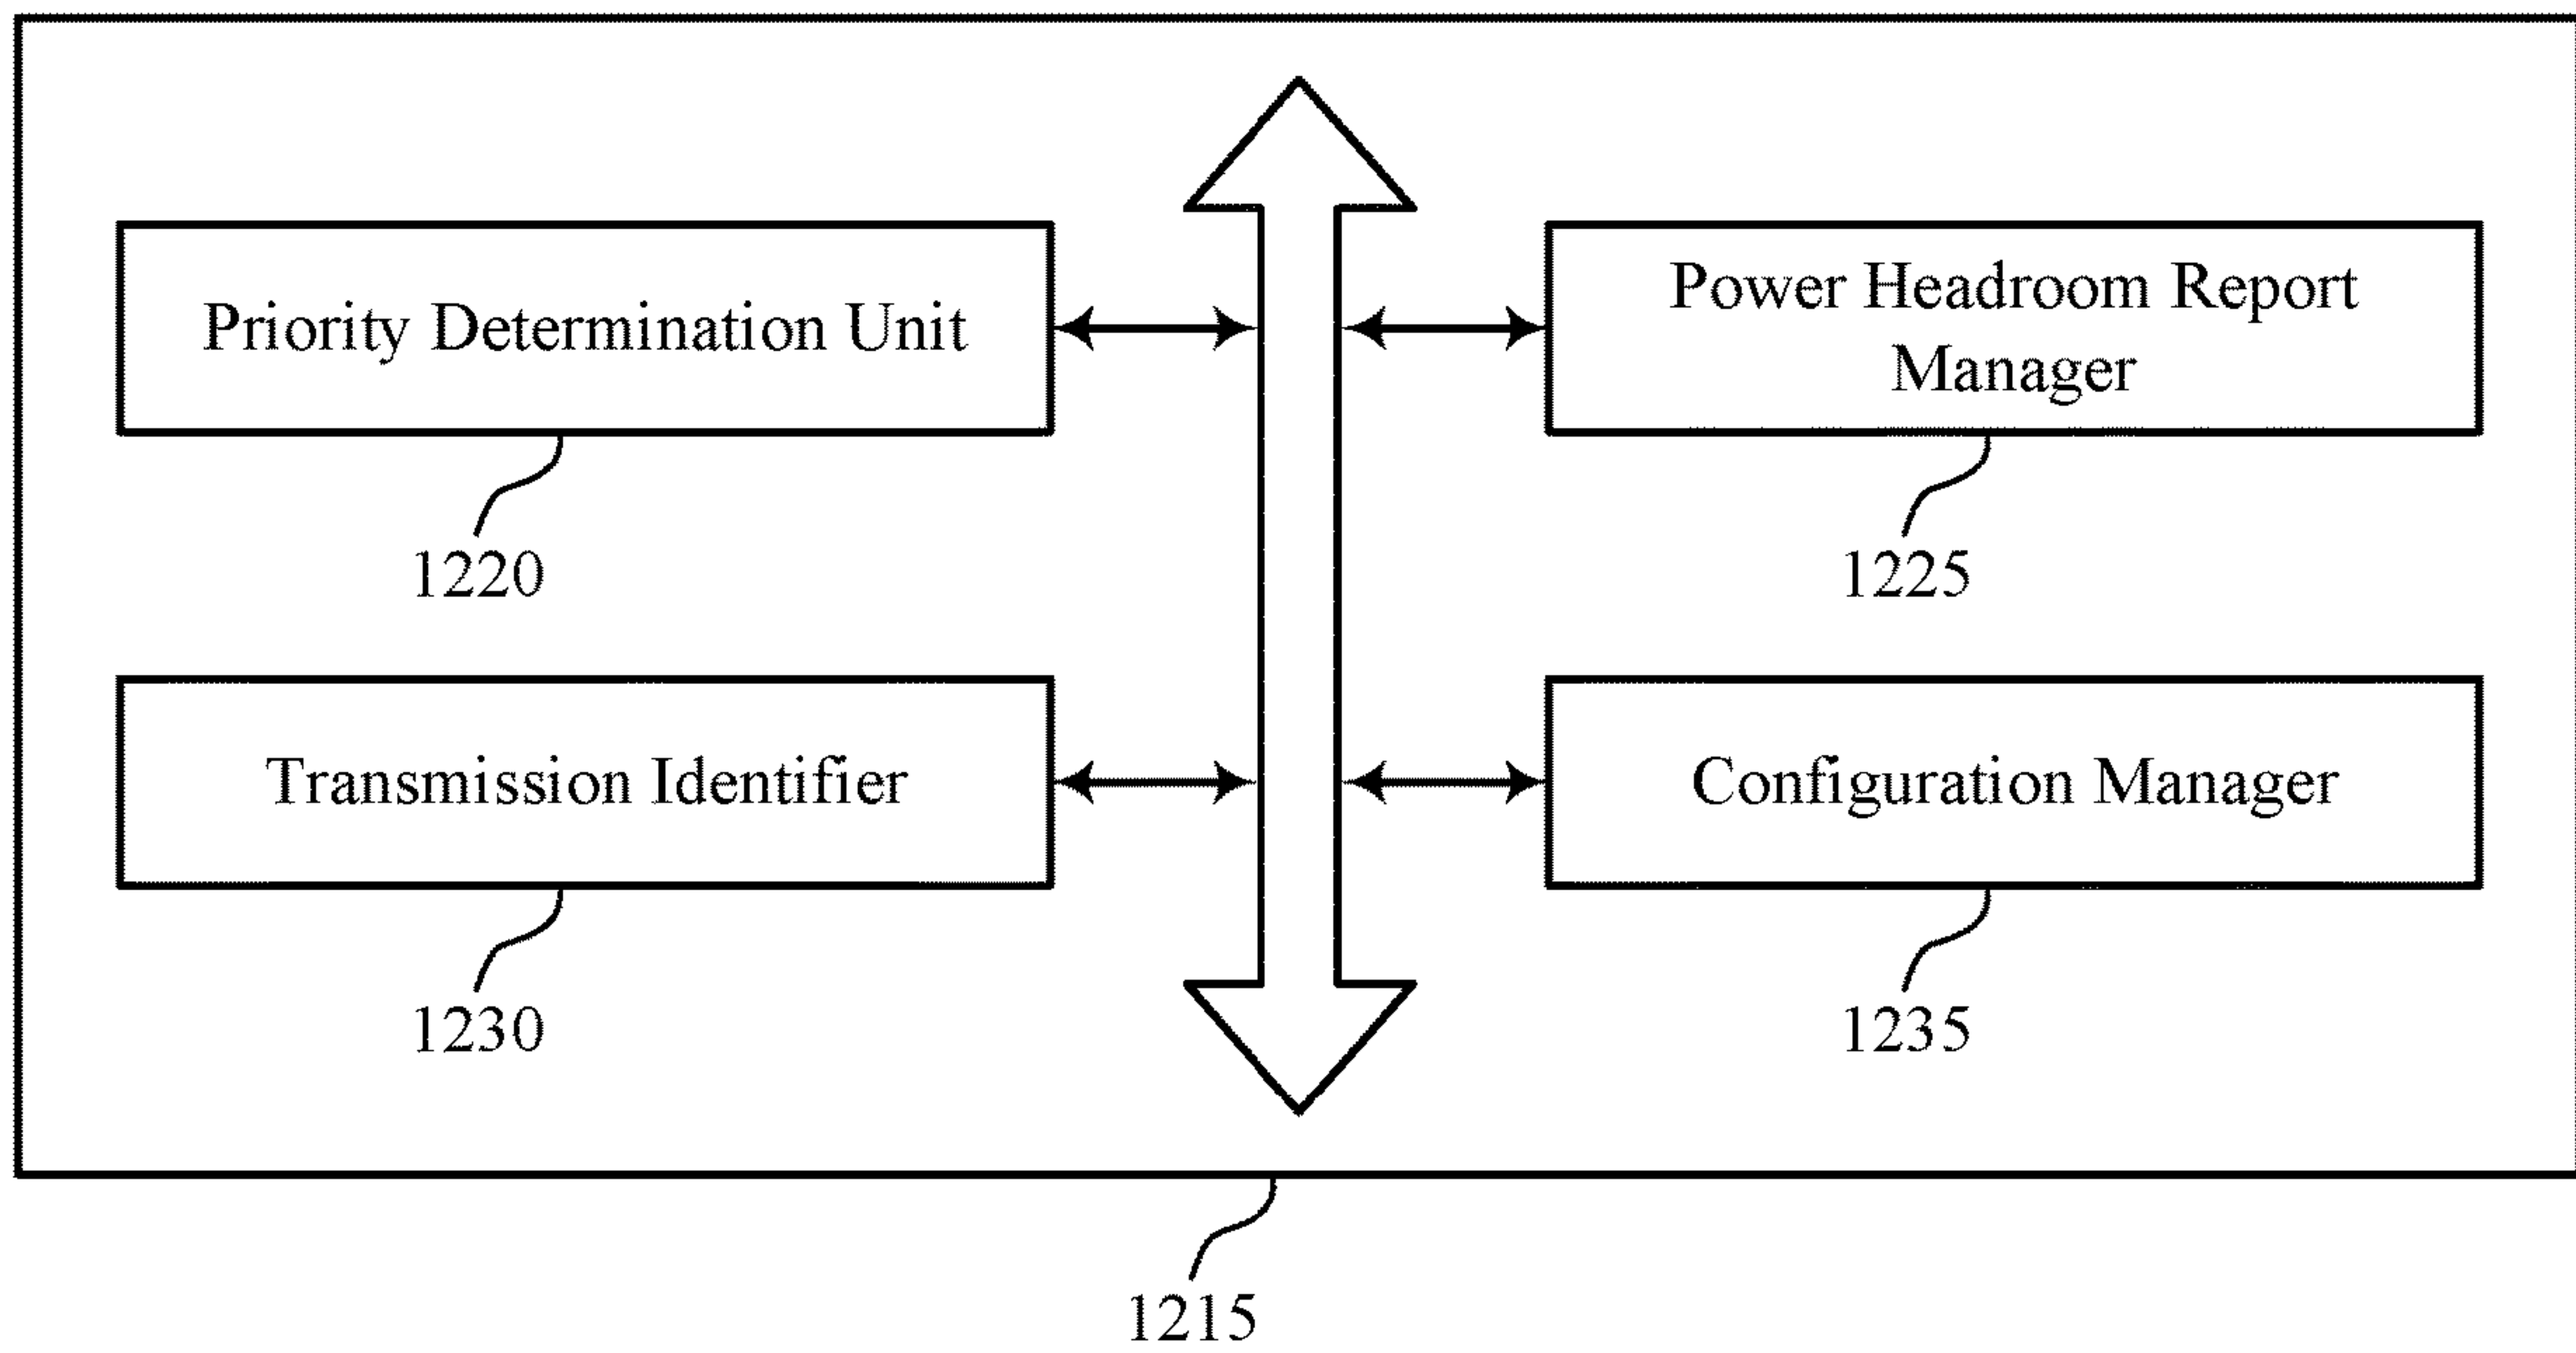 Priority Determination Unit
Power Headroom Report
Manager
1220
1225
Transmission Identifier
Configuration Manager
1230
1235
1215